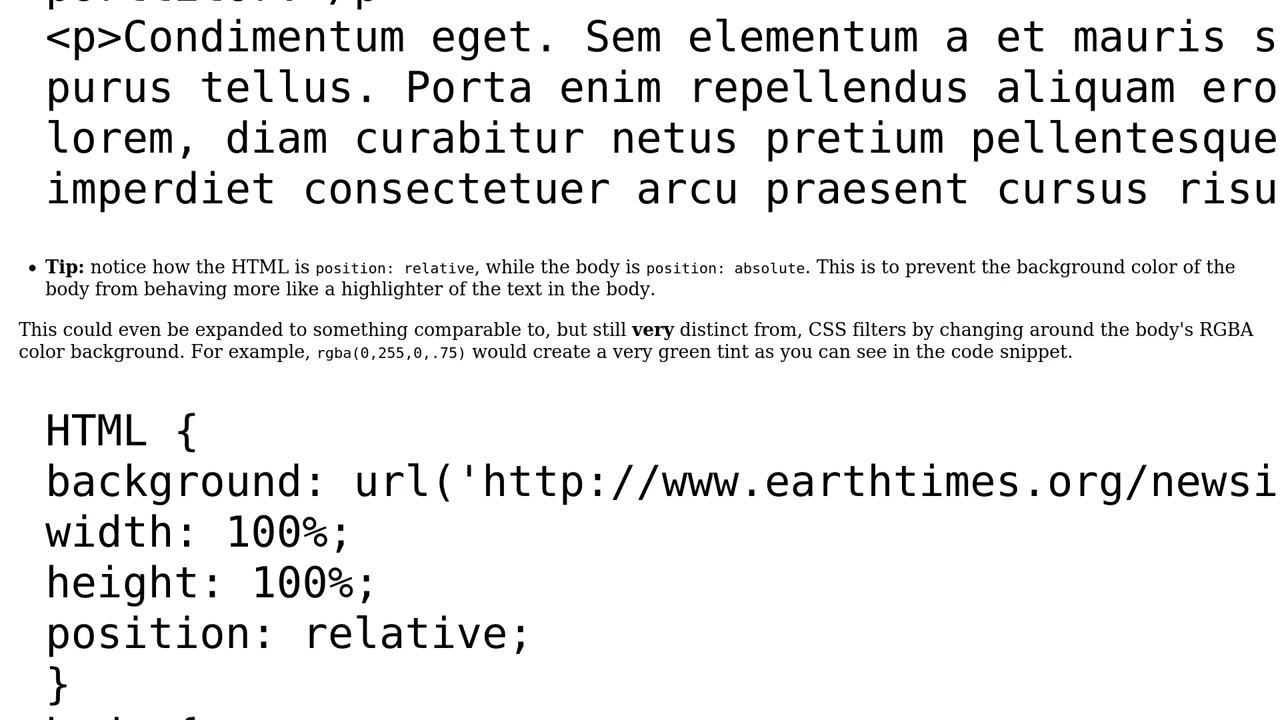 <p>Condimentum eget. Sem elementum a et mauris s
purus tellus. Porta enim repellendus aliquam ero
lorem, diam curabitur netus pretium pellentesque
imperdiet consectetuer arcu praesent cursus risu
• Tip: notice how the HTML is position: relative, while the body is position: absolute. This is to prevent the background color of the
body from behaving more like a highlighter of the text in the body.
This could even be expanded to something comparable to, but still very distinct from, CSS filters by changing around the body's RGBA
color background. For example, rgba(0,255,0,.75) would create a very green tint as you can see in the code snippet.
HTML {
background: url('http://www.earthtimes.org/newsi
width: 100%;
height: 100%;
position: relative;
}